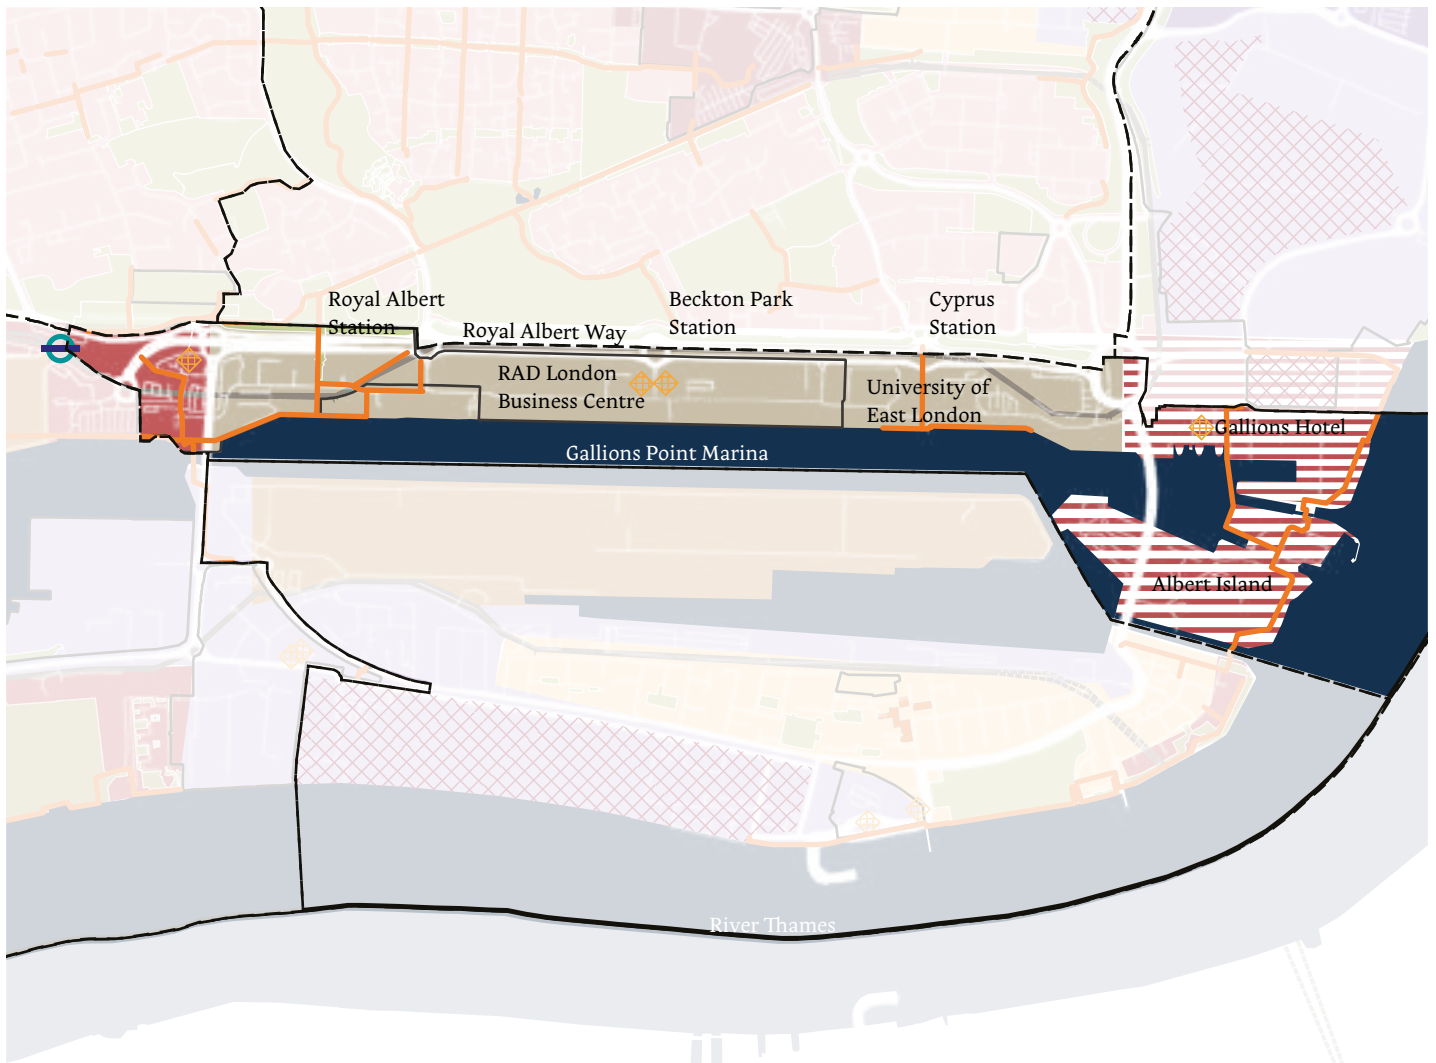 Royal Albert
Station
Beckton Park
Station
Cyprus
Station
Royal Albert Way
RAD London
Business Centre
University of
East London
Gallions Hotel
Gallions Point Marina
Albert Island
River Thames